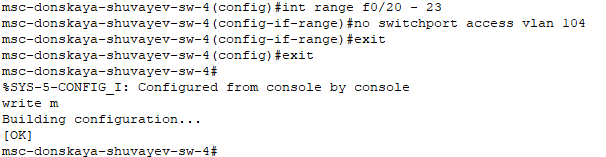 msc-donskaya-shuvayev-sw-4(config)#int range f0/20 - 23
msc-donskaya-shuvayev-sw-4(config-if-range)#no switchport access vlan 104
msc-donskaya-shuvayev-sw-4(config-if-range)#exit
msc-donskaya-shuvayev-sw-4(config)#exit
msc-donskaya-shuvayev-sw-4#
%SYS-5-CONFIG_I: Configured from console by console
write m
Building configuration...
[OK]
msc-donskaya-shuvayev-sw-4#